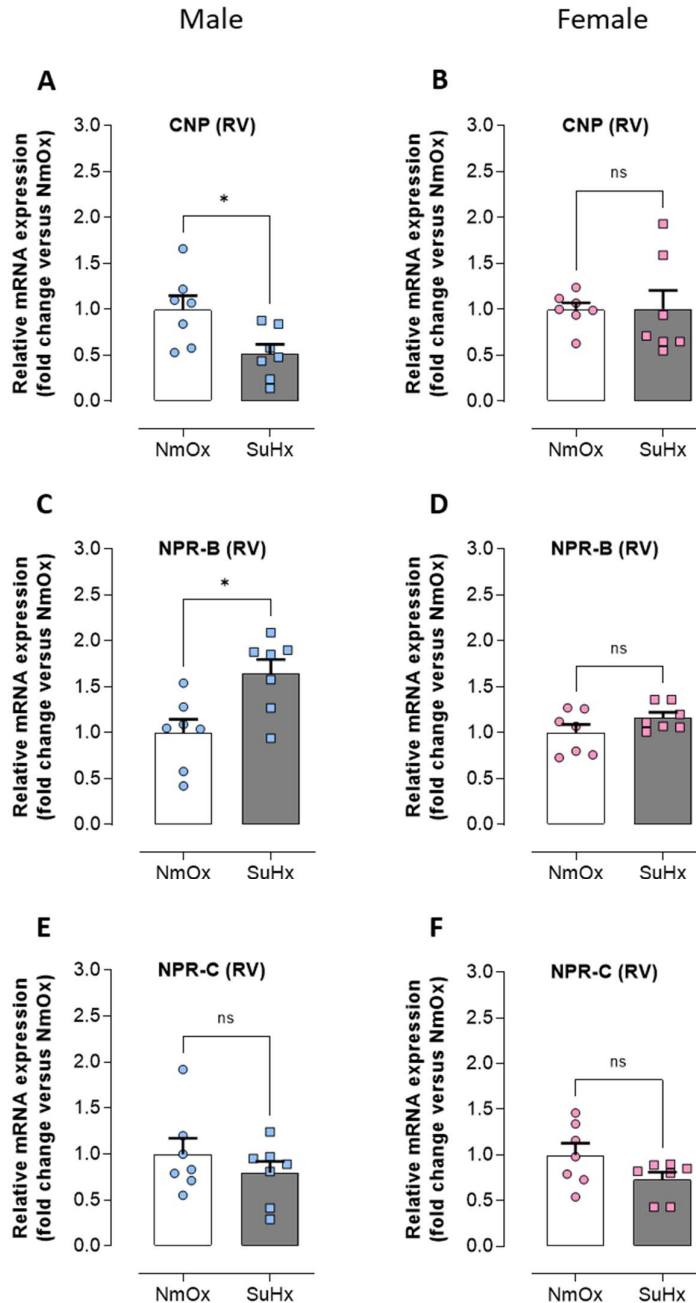 Male
Female
A
B
CNP (RV)
CNP (RV)
Relative mRNA expression
(fold change versus NmOx)
3.0
2.5
2.0
1.5
1.0
0.5
0.0
*
NmOx
SuHx
Relative mRNA expression
(fold change versus NmOx)
3.0
2.5
2.0
1.5
1.0
0.5
0.0
ns
NmOx
SuHx
C
D
NPR-B (RV)
NPR-B (RV)
Relative mRNA expression
(fold change versus NmOx)
3.0
2.5
2.0
1.5
1.0
0.5
0.0
*
NmOx
SuHx
Relative mRNA expression
(fold change versus NmOx)
3.0
2.5
2.0
1.5
1.0
0.5
0.0
ns
NmOx
SuHx
E
F
NPR-C (RV)
NPR-C (RV)
Relative mRNA expression
(fold change versus NmOx)
3.0
2.5
2.0
1.5
1.0
0.5
0.0
ns
NmOx
SuHx
Relative mRNA expression
(fold change versus NmOx)
3.0
2.5
2.0
1.5
1.0
0.5
0.0
ns
NmOx
SuHx